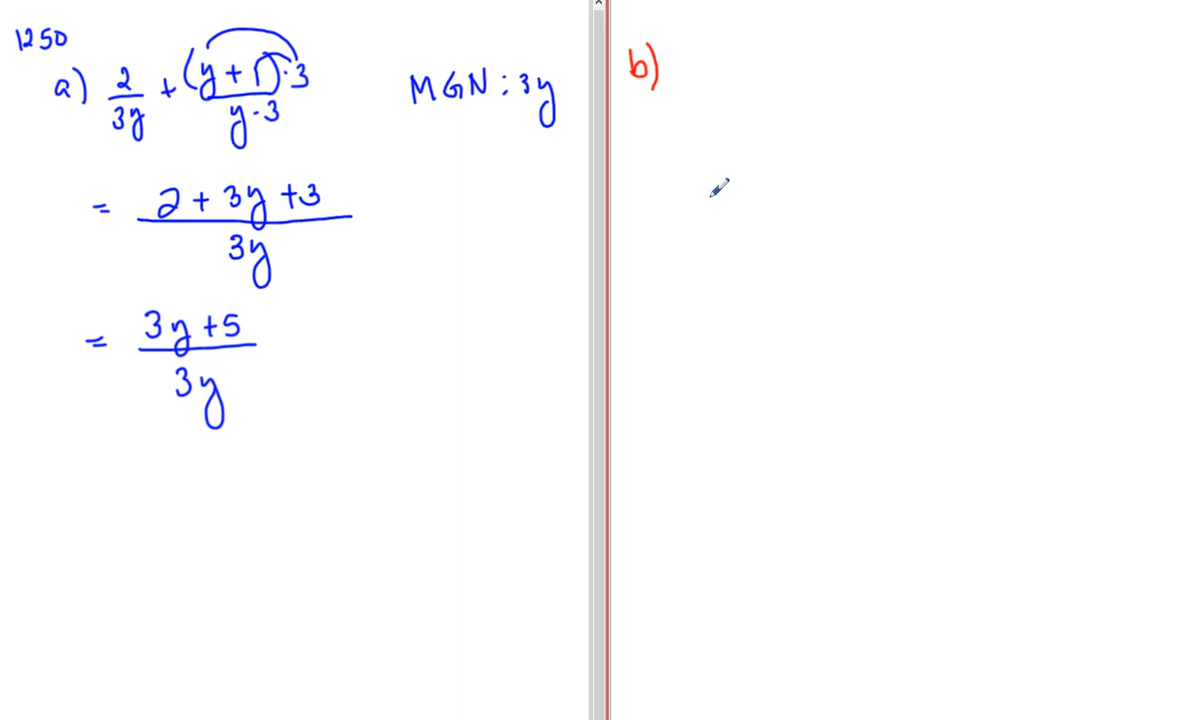 1250
a) 2/3y + (y + 1)·3/y·3
MGN: 3y
= 2 + 3y + 3/3y
= 3y + 5/3y
b)